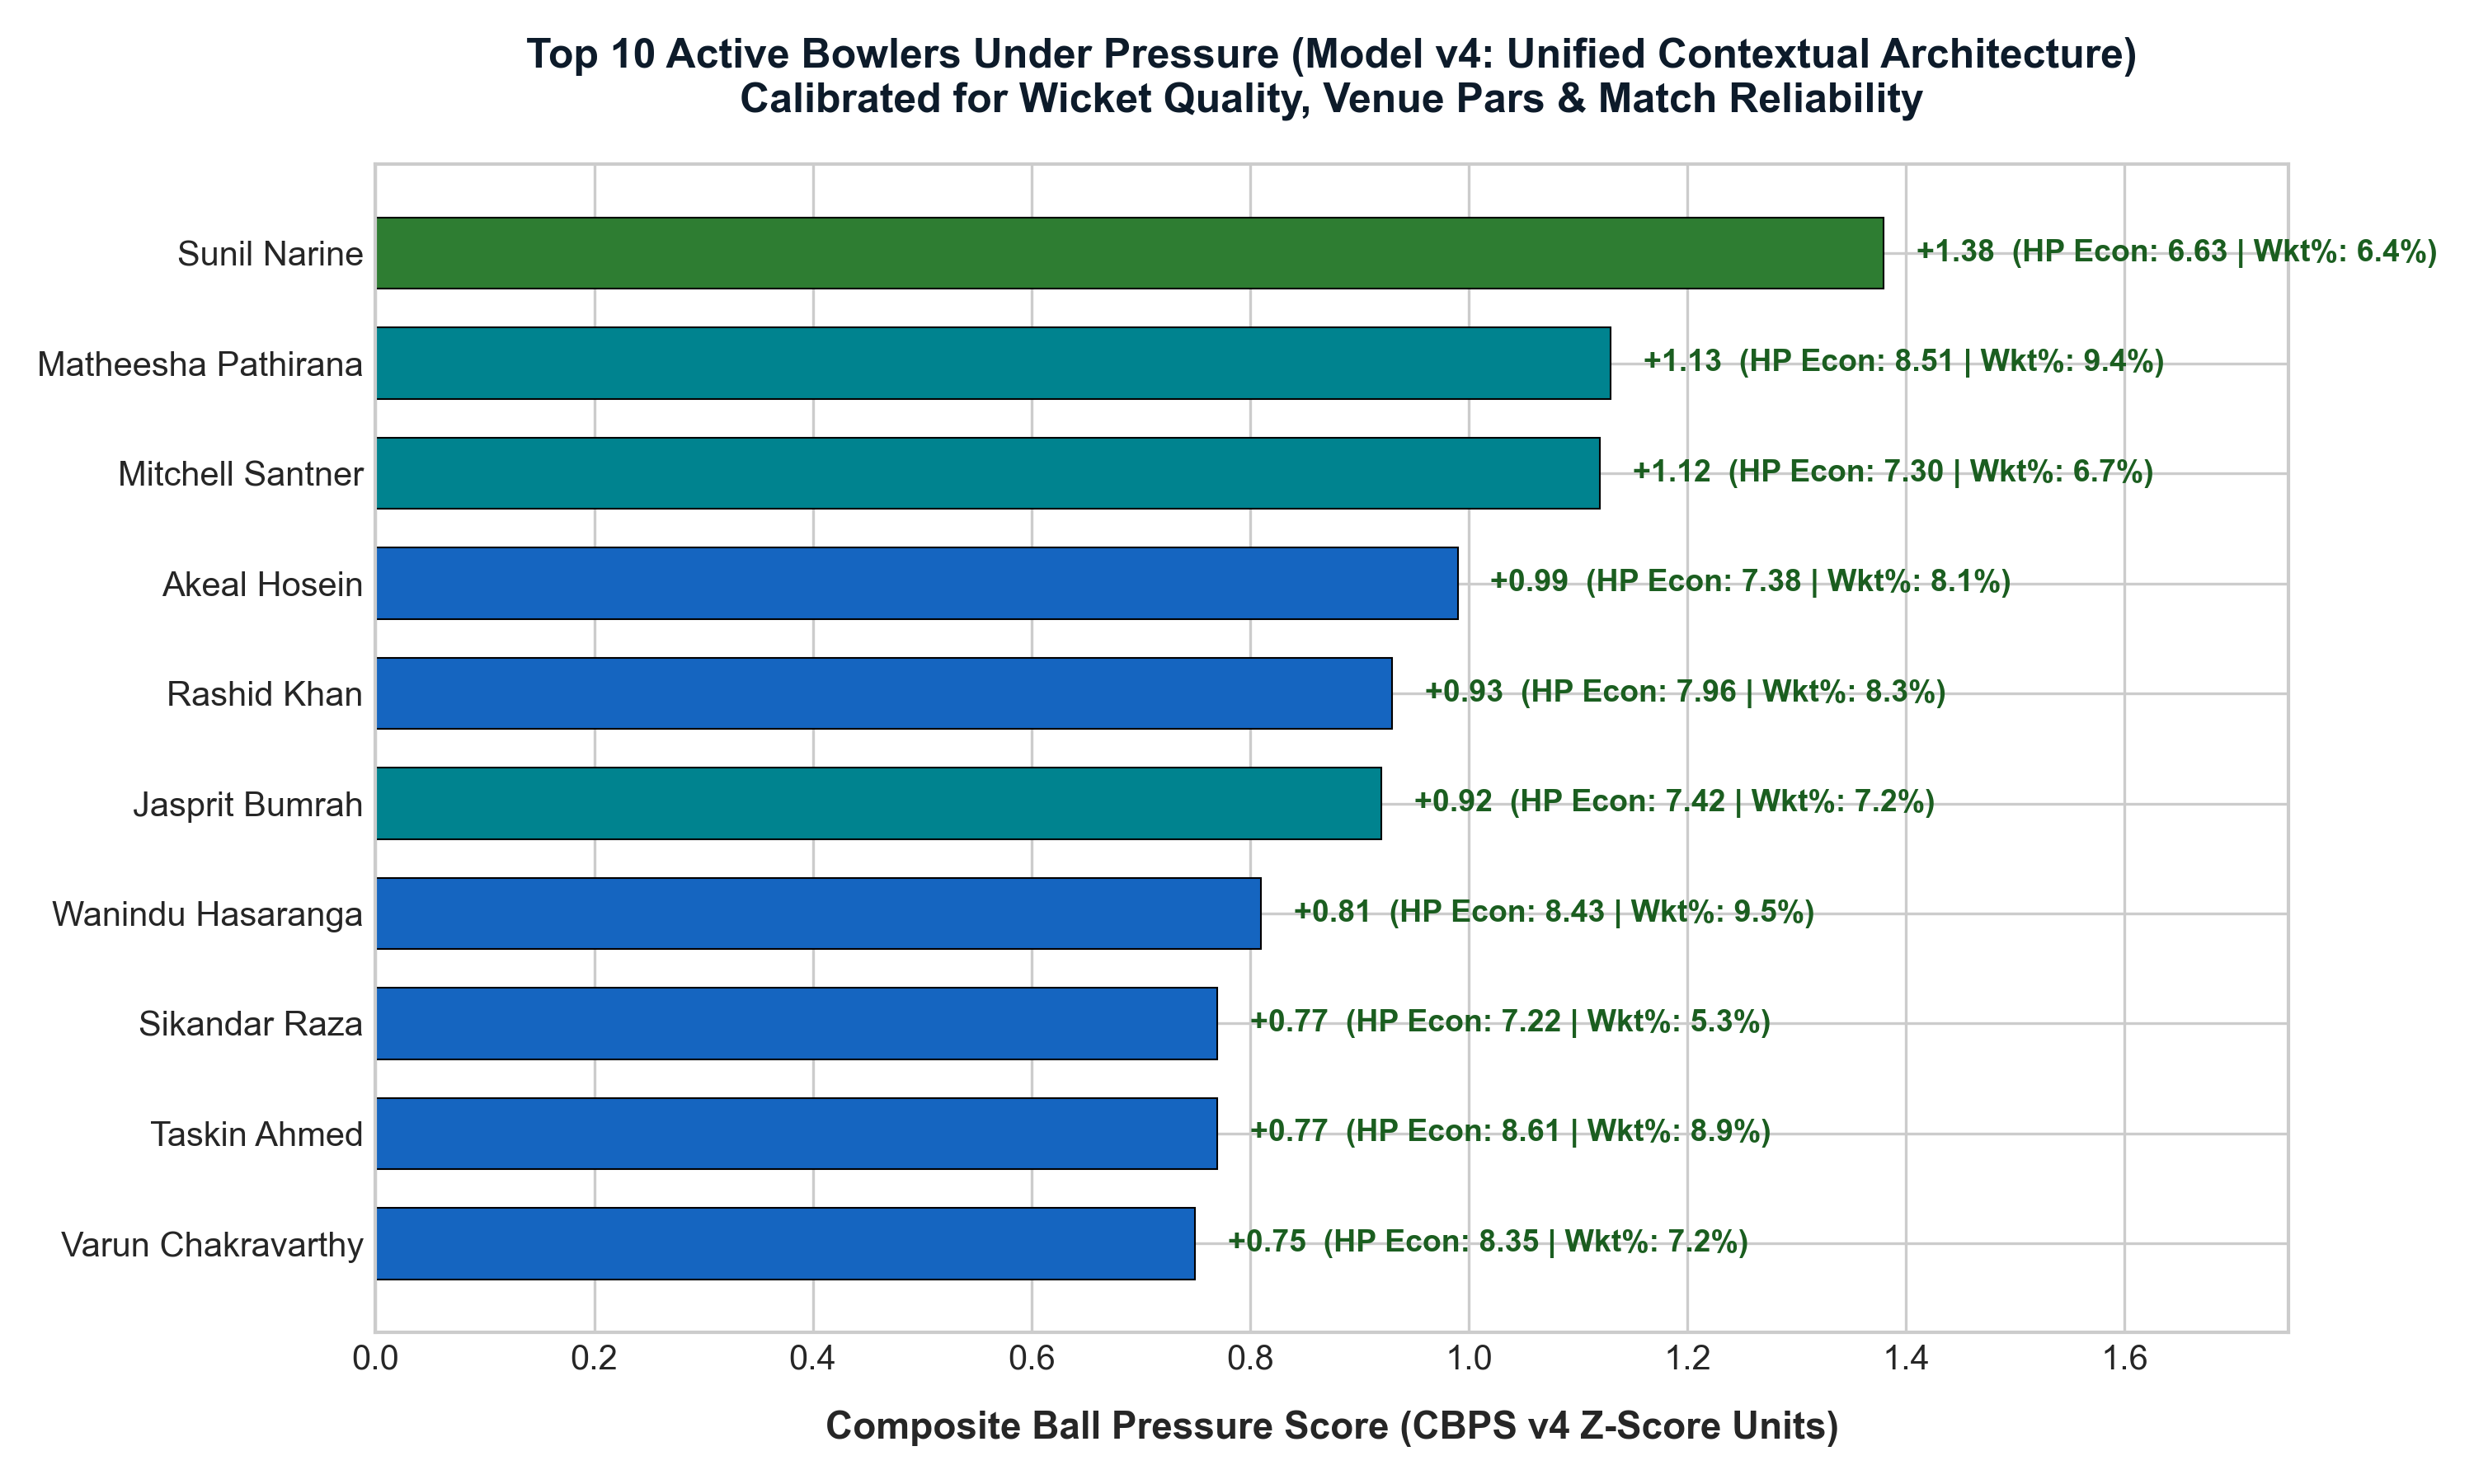 Top 10 Active Bowlers Under Pressure (Model v4: Unified Contextual Architecture)
Calibrated for Wicket Quality, Venue Pars & Match Reliability
Sunil Narine +1.38 (HP Econ: 6.63 | Wkt%: 6.4%)
Matheesha Pathirana +1.13 (HP Econ: 8.51 | Wkt%: 9.4%)
Mitchell Santner +1.12 (HP Econ: 7.30 | Wkt%: 6.7%)
Akeal Hosein +0.99 (HP Econ: 7.38 | Wkt%: 8.1%)
Rashid Khan +0.93 (HP Econ: 7.96 | Wkt%: 8.3%)
Jasprit Bumrah +0.92 (HP Econ: 7.42 | Wkt%: 7.2%)
Wanindu Hasaranga +0.81 (HP Econ: 8.43 | Wkt%: 9.5%)
Sikandar Raza +0.77 (HP Econ: 7.22 | Wkt%: 5.3%)
Taskin Ahmed +0.77 (HP Econ: 8.61 | Wkt%: 8.9%)
Varun Chakravarthy +0.75 (HP Econ: 8.35 | Wkt%: 7.2%)
0.0 0.2 0.4 0.6 0.8 1.0 1.2 1.4 1.6
Composite Ball Pressure Score (CBPS v4 Z-Score Units)